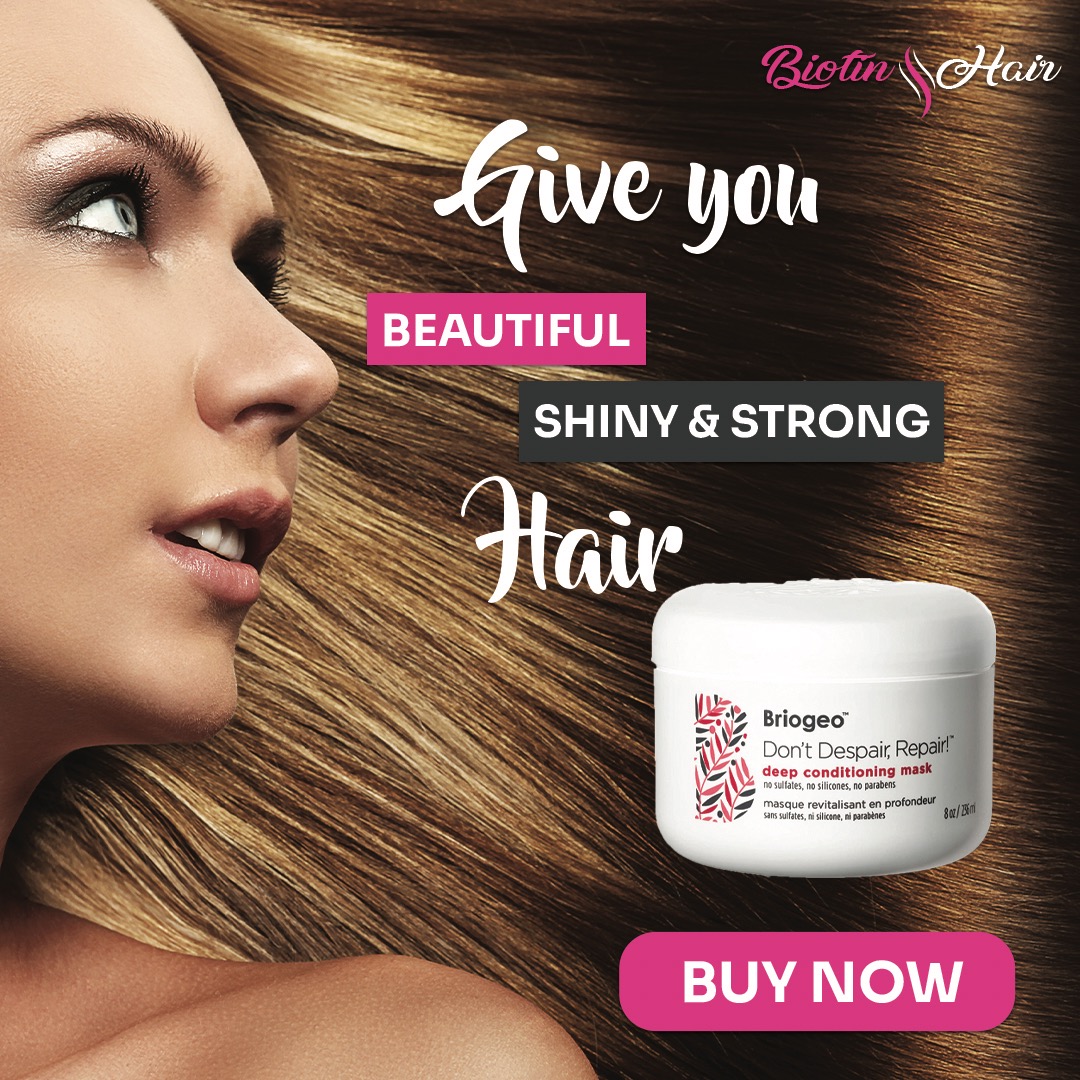 Biotin Hair
Give you
BEAUTIFUL
SHINY & STRONG
Hair
Briogeo™
Don't Despair, Repair!™
deep conditioning mask
no sulfates, no silicones, no parabens
masque revitalisant en profondeur
sans sulfates, ni silicone, ni parabènes
8 oz / 236 ml
BUY NOW